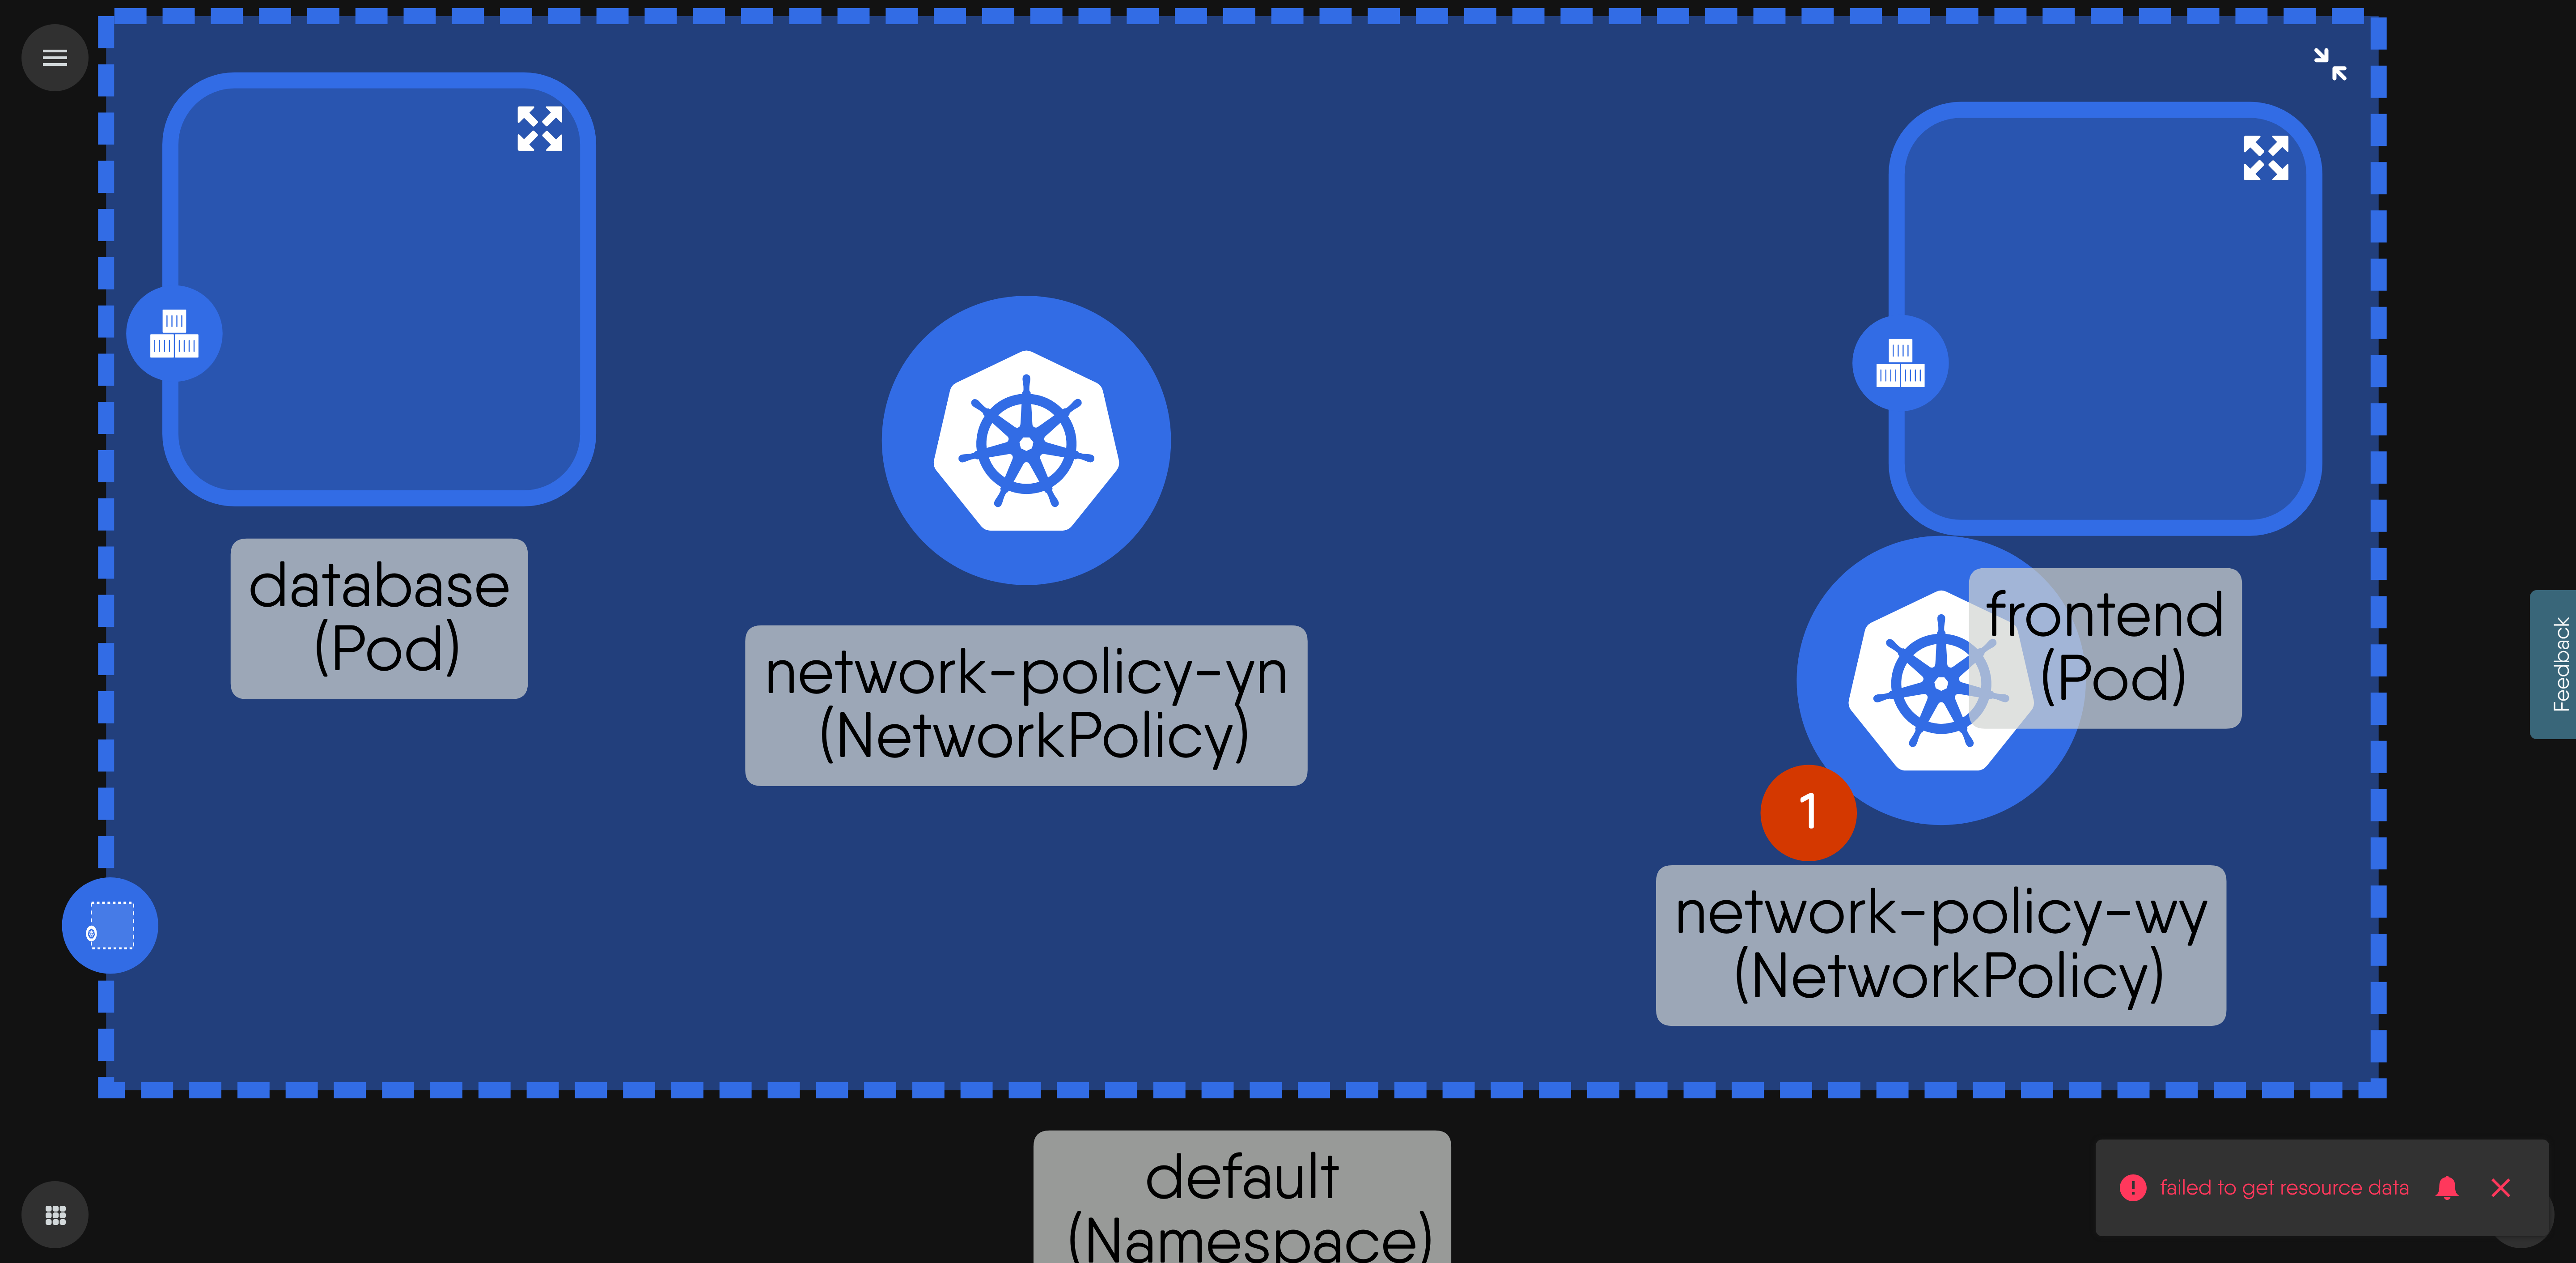 database
(Pod)
network-policy-yn
(NetworkPolicy)
frontend
(Pod)
1
network-policy-wy
(NetworkPolicy)
default
(Namespace)
Feedback
failed to get resource data